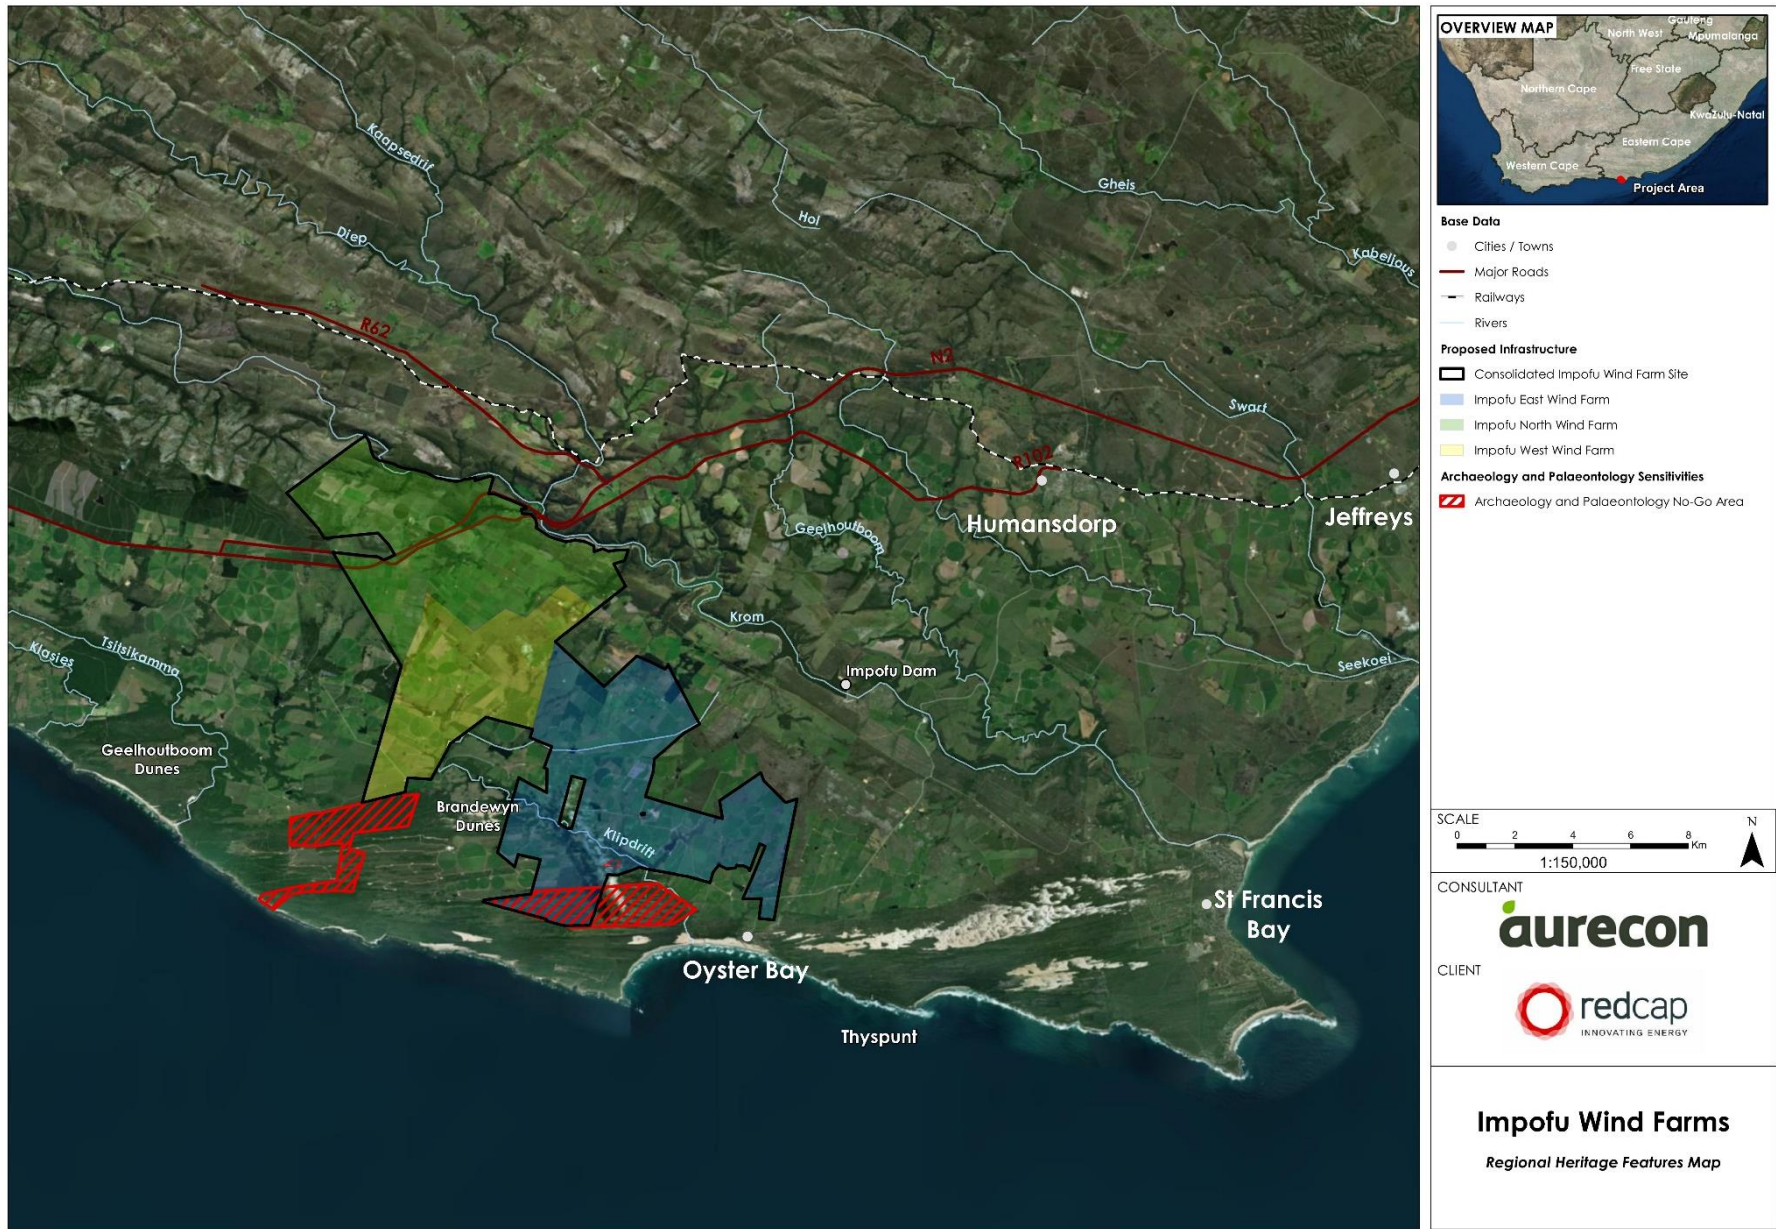 Kaapsedrif
Diep
Hol
Gheis
Kabeljous
R62
N2
Swart
R102
Humansdorp
Jeffreys
Geelhoutboom
Krom
Seekoei
Impofu Dam
Klasies
Tsitsikamma
Geelhoutboom
Dunes
Brandewyn
Dunes
Klipdrift
St Francis
Bay
Oyster Bay
Thyspunt
OVERVIEW MAP
Gauteng
North West
Mpumalanga
Free State
Northern Cape
KwaZulu-Natal
Eastern Cape
Western Cape
Project Area
Base Data
Cities / Towns
Major Roads
Railways
Rivers
Proposed Infrastructure
Consolidated Impofu Wind Farm Site
Impofu East Wind Farm
Impofu North Wind Farm
Impofu West Wind Farm
Archaeology and Palaeontology Sensitivities
Archaeology and Palaeontology No-Go Area
SCALE
N
0 2 4 6 8
Km
1:150,000
CONSULTANT
aurecon
CLIENT
redcap
INNOVATING ENERGY
Impofu Wind Farms
Regional Heritage Features Map